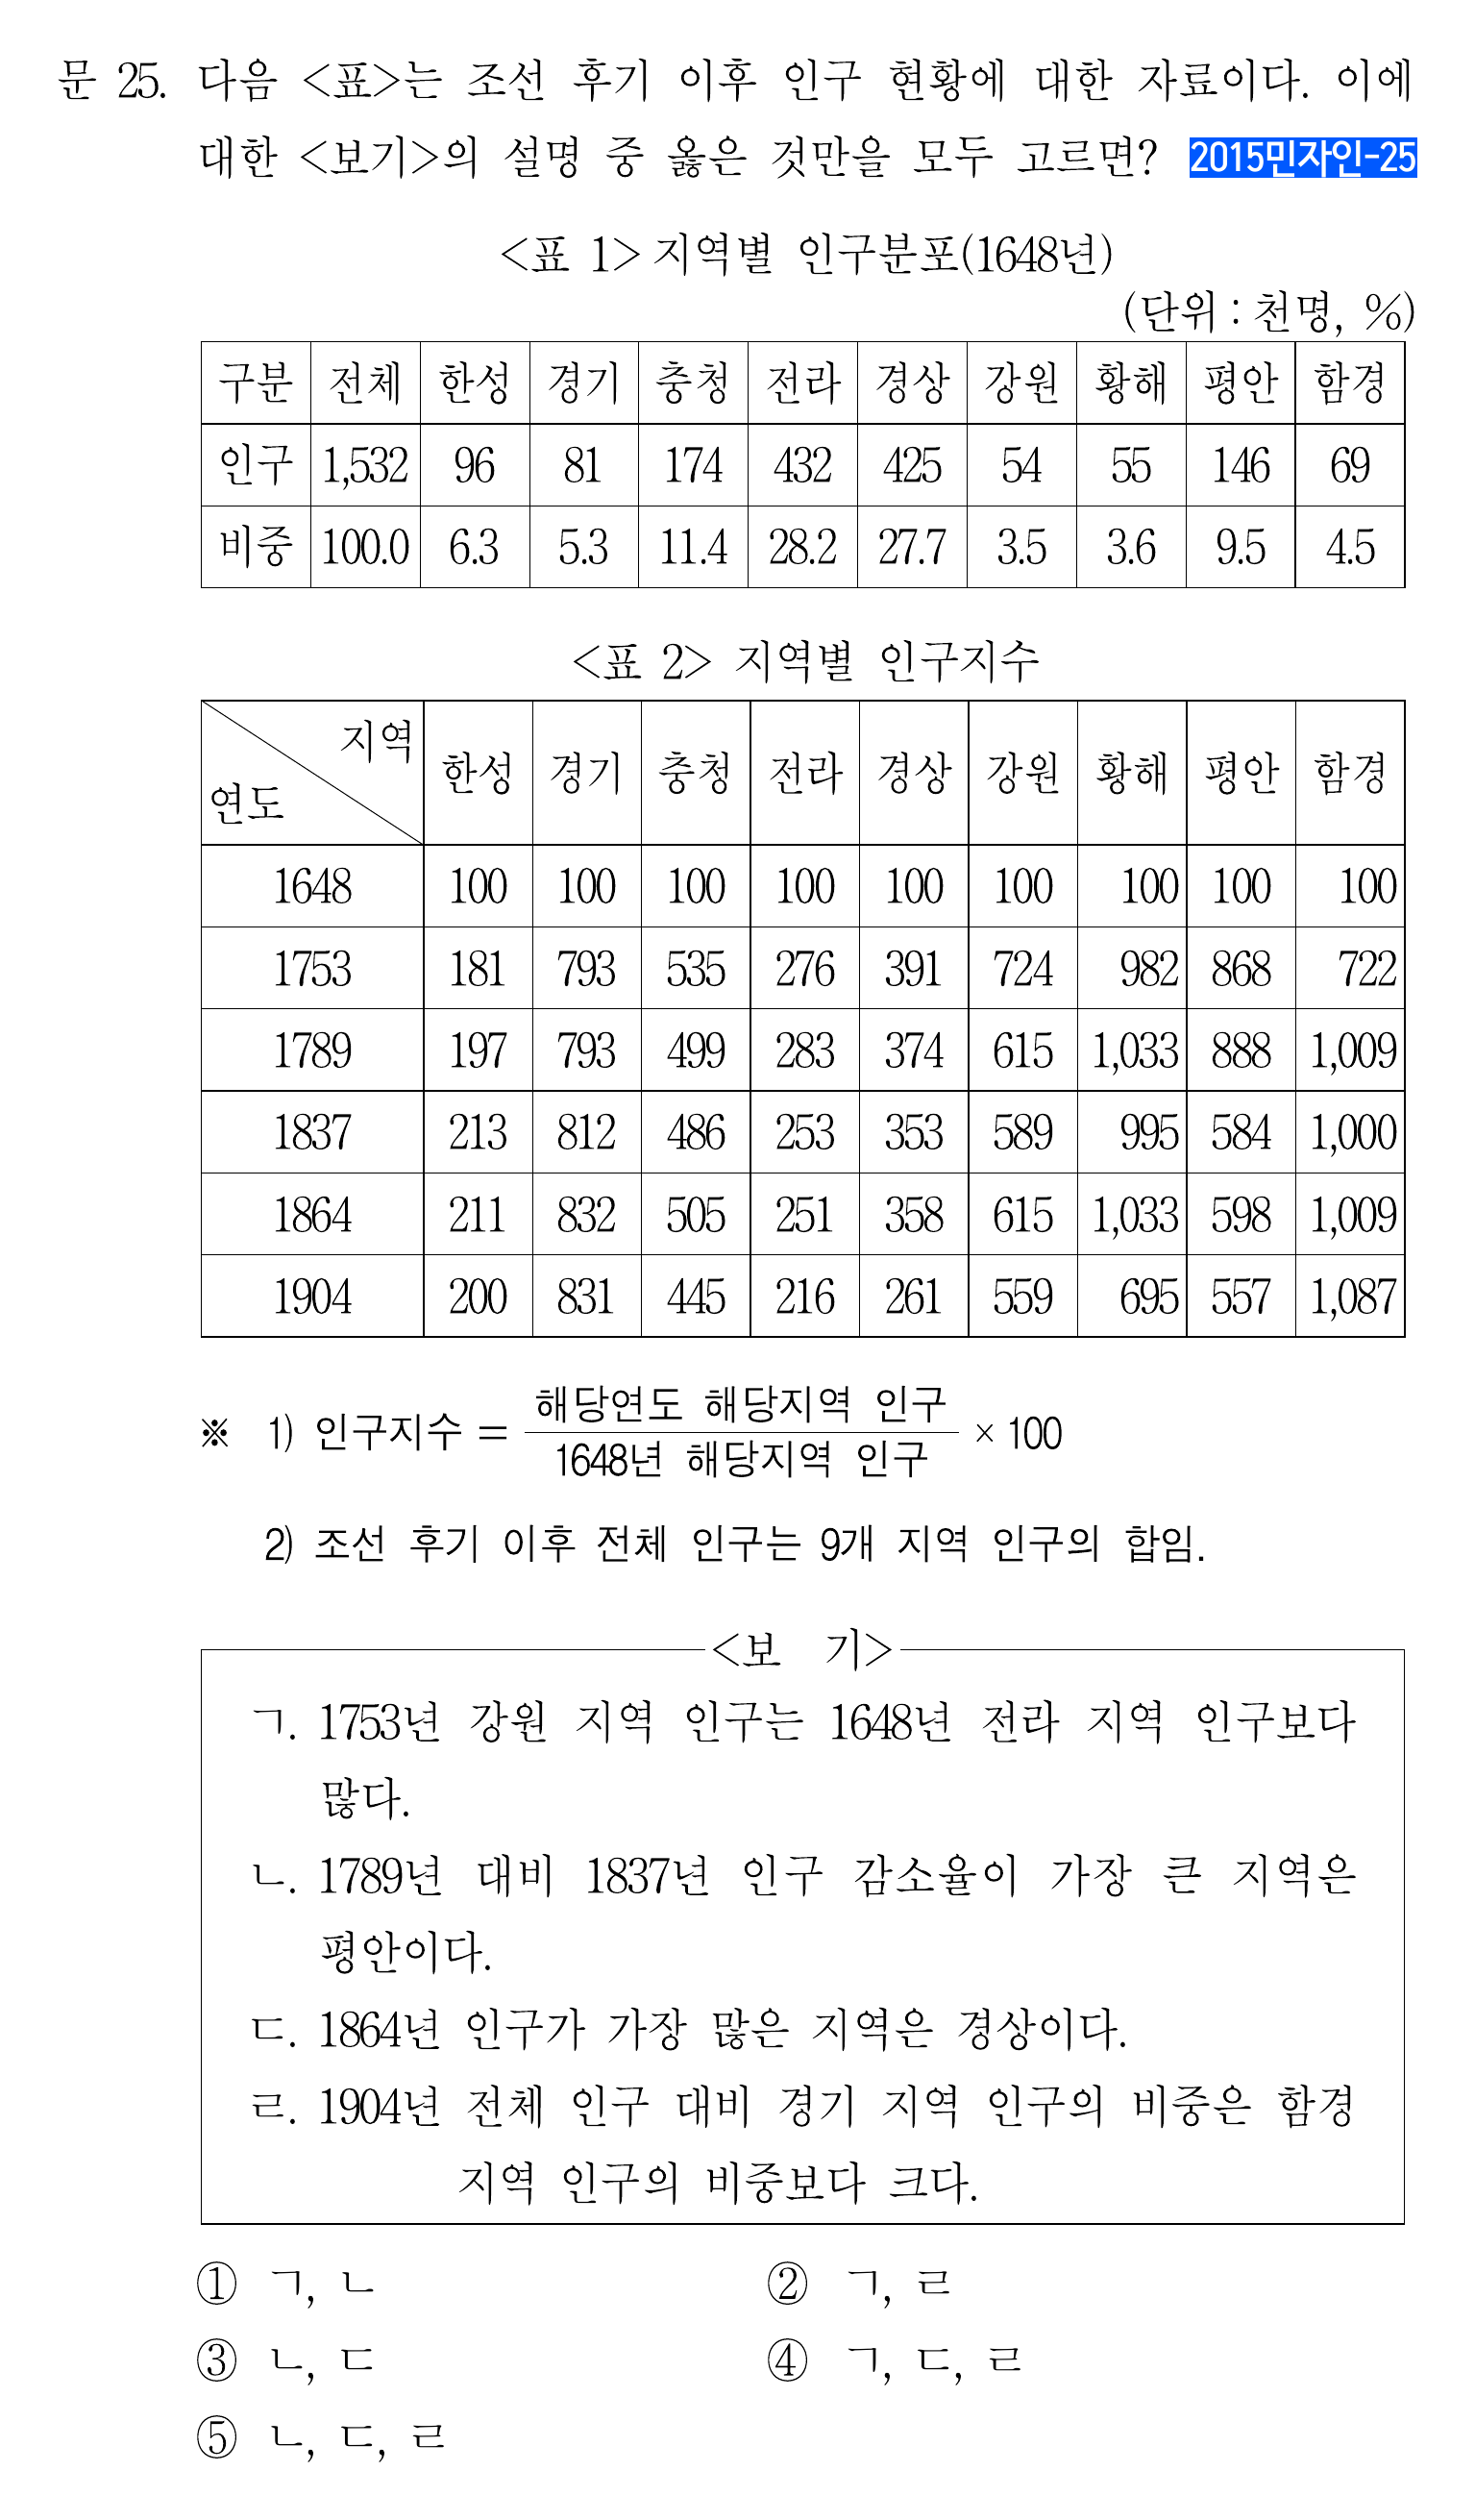 문 25. 다음 <표>는 조선 후기 이후 인구 현황에 대한 자료이다. 이에
대한 <보기>의 설명 중 옳은 것만을 모두 고르면? 2015민자인-25
<표 1> 지역별 인구분포(1648년)
(단위 : 천명, %)
구분 전체 한성 경기 충청 전라 경상 강원 황해 평안 함경
인구 1,532 96 81 174 432 425 54 55 146 69
비중 100.0 6.3 5.3 11.4 28.2 27.7 3.5 3.6 9.5 4.5
<표 2> 지역별 인구지수
지역
연도 한성 경기 충청 전라 경상 강원 황해 평안 함경
1648 100 100 100 100 100 100 100 100 100
1753 181 793 535 276 391 724 982 868 722
1789 197 793 499 283 374 615 1,033 888 1,009
1837 213 812 486 253 353 589 995 584 1,000
1864 211 832 505 251 358 615 1,033 598 1,009
1904 200 831 445 216 261 559 695 557 1,087
※ 1) 인구지수 = 해당연도 해당지역 인구 / 1648년 해당지역 인구 × 100
2) 조선 후기 이후 전체 인구는 9개 지역 인구의 합임.
<보 기>
ㄱ. 1753년 강원 지역 인구는 1648년 전라 지역 인구보다
많다.
ㄴ. 1789년 대비 1837년 인구 감소율이 가장 큰 지역은
평안이다.
ㄷ. 1864년 인구가 가장 많은 지역은 경상이다.
ㄹ. 1904년 전체 인구 대비 경기 지역 인구의 비중은 함경
지역 인구의 비중보다 크다.
① ㄱ, ㄴ ② ㄱ, ㄹ
③ ㄴ, ㄷ ④ ㄱ, ㄷ, ㄹ
⑤ ㄴ, ㄷ, ㄹ